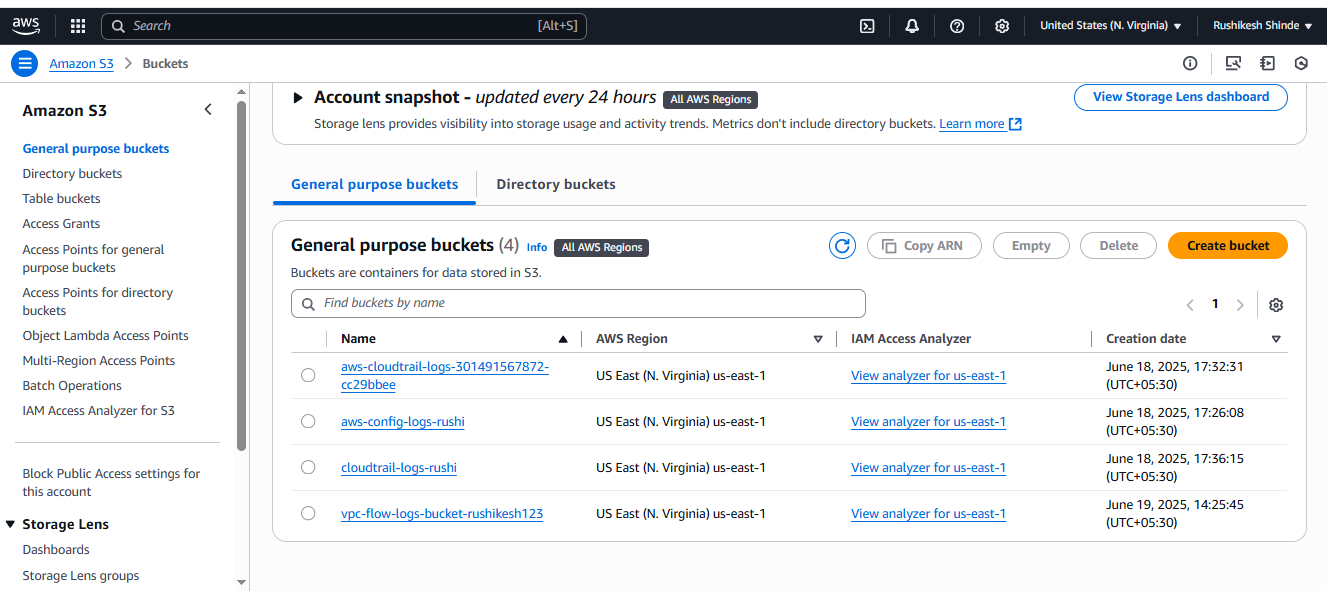 aws
Search [Alt+S]
United States (N. Virginia)
Rushikesh Shinde
Amazon S3 > Buckets
Amazon S3
General purpose buckets
Directory buckets
Table buckets
Access Grants
Access Points for general
purpose buckets
Access Points for directory
buckets
Object Lambda Access Points
Multi-Region Access Points
Batch Operations
IAM Access Analyzer for S3
Block Public Access settings for
this account
Storage Lens
Dashboards
Storage Lens groups
Account snapshot - updated every 24 hours All AWS Regions
View Storage Lens dashboard
Storage lens provides visibility into storage usage and activity trends. Metrics don't include directory buckets. Learn more
General purpose buckets
Directory buckets
General purpose buckets (4) Info All AWS Regions
Copy ARN
Empty
Delete
Create bucket
Buckets are containers for data stored in S3.
Find buckets by name
1
Name AWS Region IAM Access Analyzer Creation date
aws-cloudtrail-logs-301491567872-
cc29bbee
US East (N. Virginia) us-east-1
View analyzer for us-east-1
June 18, 2025, 17:32:31
(UTC+05:30)
aws-config-logs-rushi
US East (N. Virginia) us-east-1
View analyzer for us-east-1
June 18, 2025, 17:26:08
(UTC+05:30)
cloudtrail-logs-rushi
US East (N. Virginia) us-east-1
View analyzer for us-east-1
June 18, 2025, 17:36:15
(UTC+05:30)
vpc-flow-logs-bucket-rushikesh123
US East (N. Virginia) us-east-1
View analyzer for us-east-1
June 19, 2025, 14:25:45
(UTC+05:30)